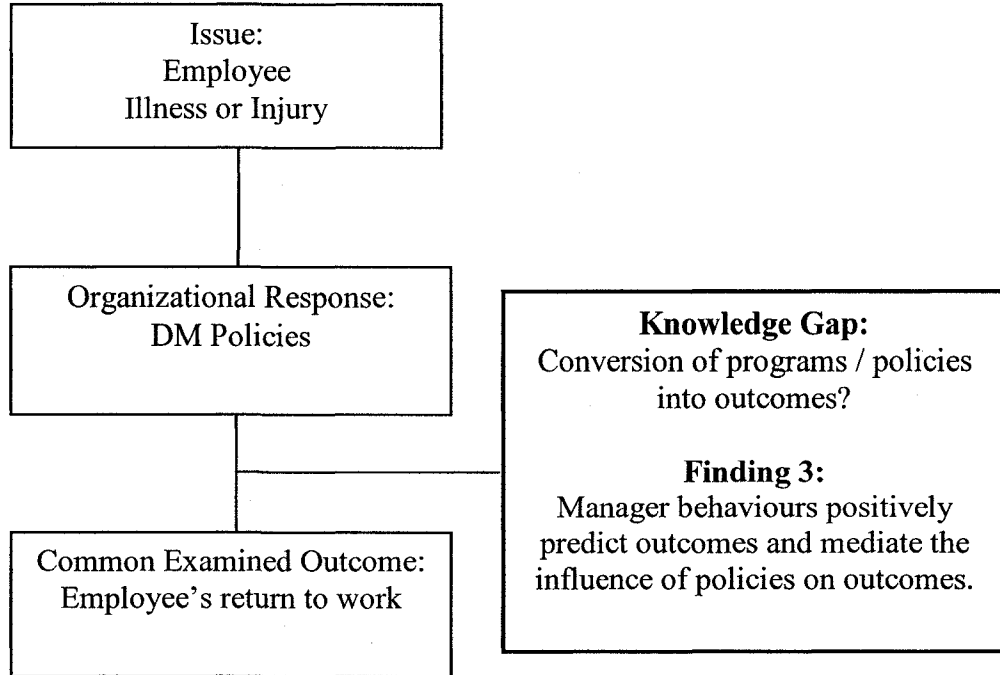 Issue:
Employee
Illness or Injury
Organizational Response:
DM Policies
Knowledge Gap:
Conversion of programs / policies
into outcomes?
Finding 3:
Manager behaviours positively
predict outcomes and mediate the
influence of policies on outcomes.
Common Examined Outcome:
Employee's return to work